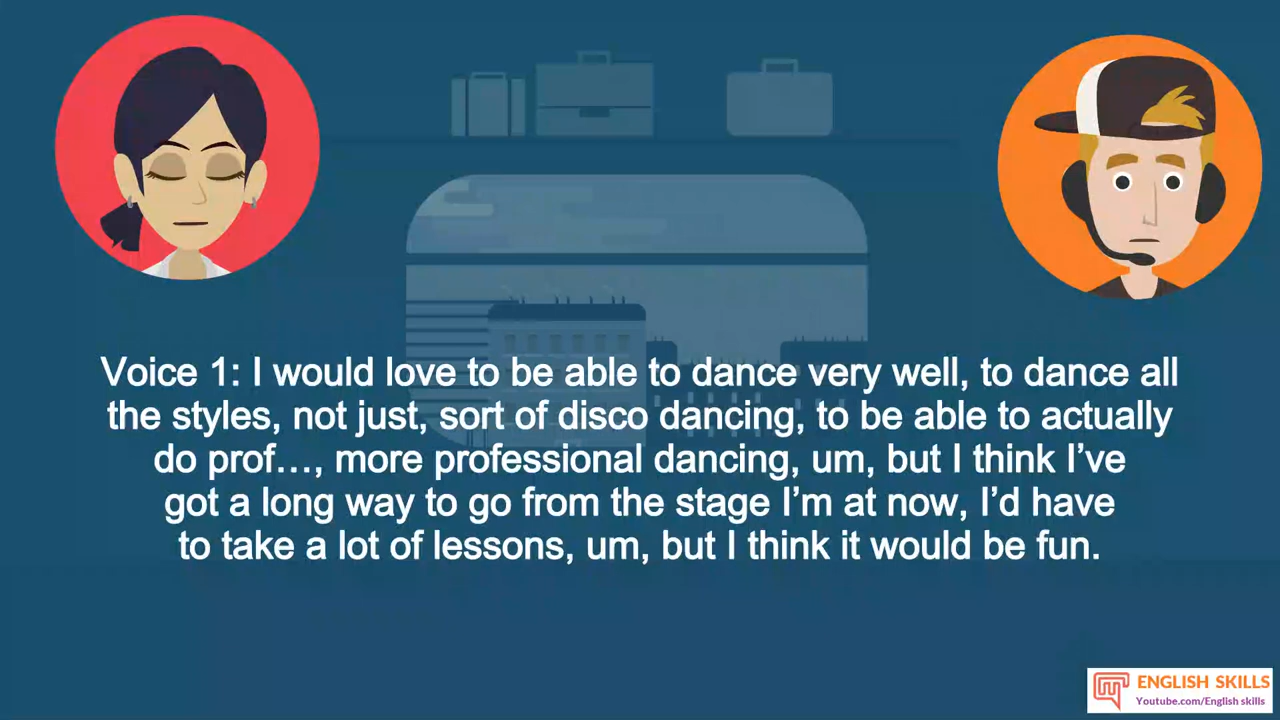 Voice 1: I would love to be able to dance very well, to dance all
the styles, not just, sort of disco dancing, to be able to actually
do prof…, more professional dancing, um, but I think I’ve
got a long way to go from the stage I’m at now, I’d have
to take a lot of lessons, um, but I think it would be fun.
ENGLISH SKILLS
Youtube.com/English skills